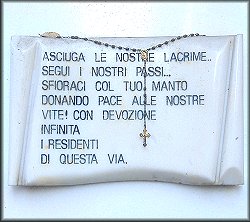 ASCIUGA LE NOSTRE LACRIME..
SEGUI I NOSTRI PASSI...
SFIORACI COL TUO MANTO
DONANDO PACE ALLE NOSTRE
VITE! CON DEVOZIONE
INFINITA
I RESIDENTI
DI QUESTA VIA.